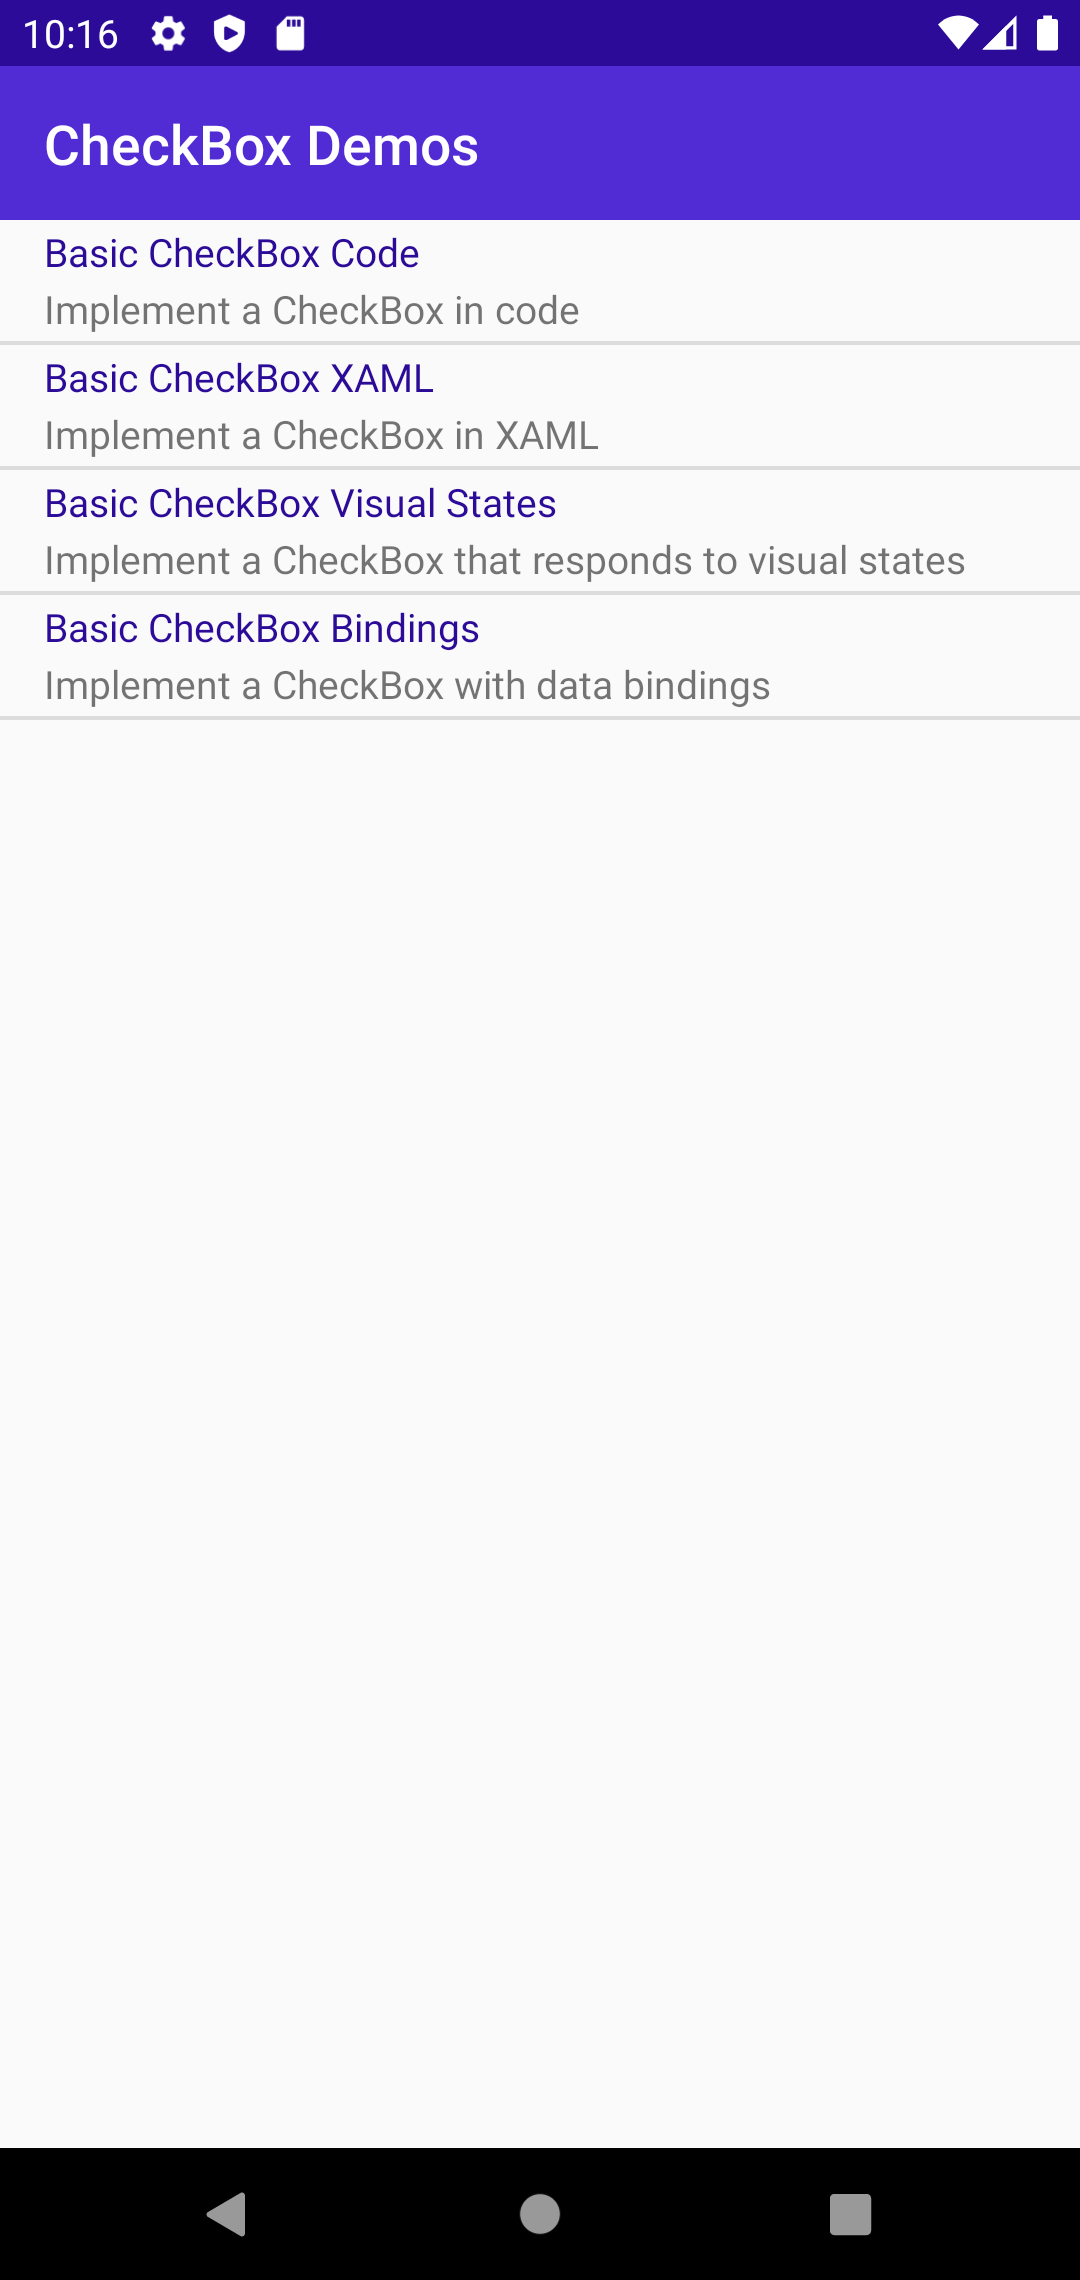 10:16
CheckBox Demos
Basic CheckBox Code
Implement a CheckBox in code
Basic CheckBox XAML
Implement a CheckBox in XAML
Basic CheckBox Visual States
Implement a CheckBox that responds to visual states
Basic CheckBox Bindings
Implement a CheckBox with data bindings